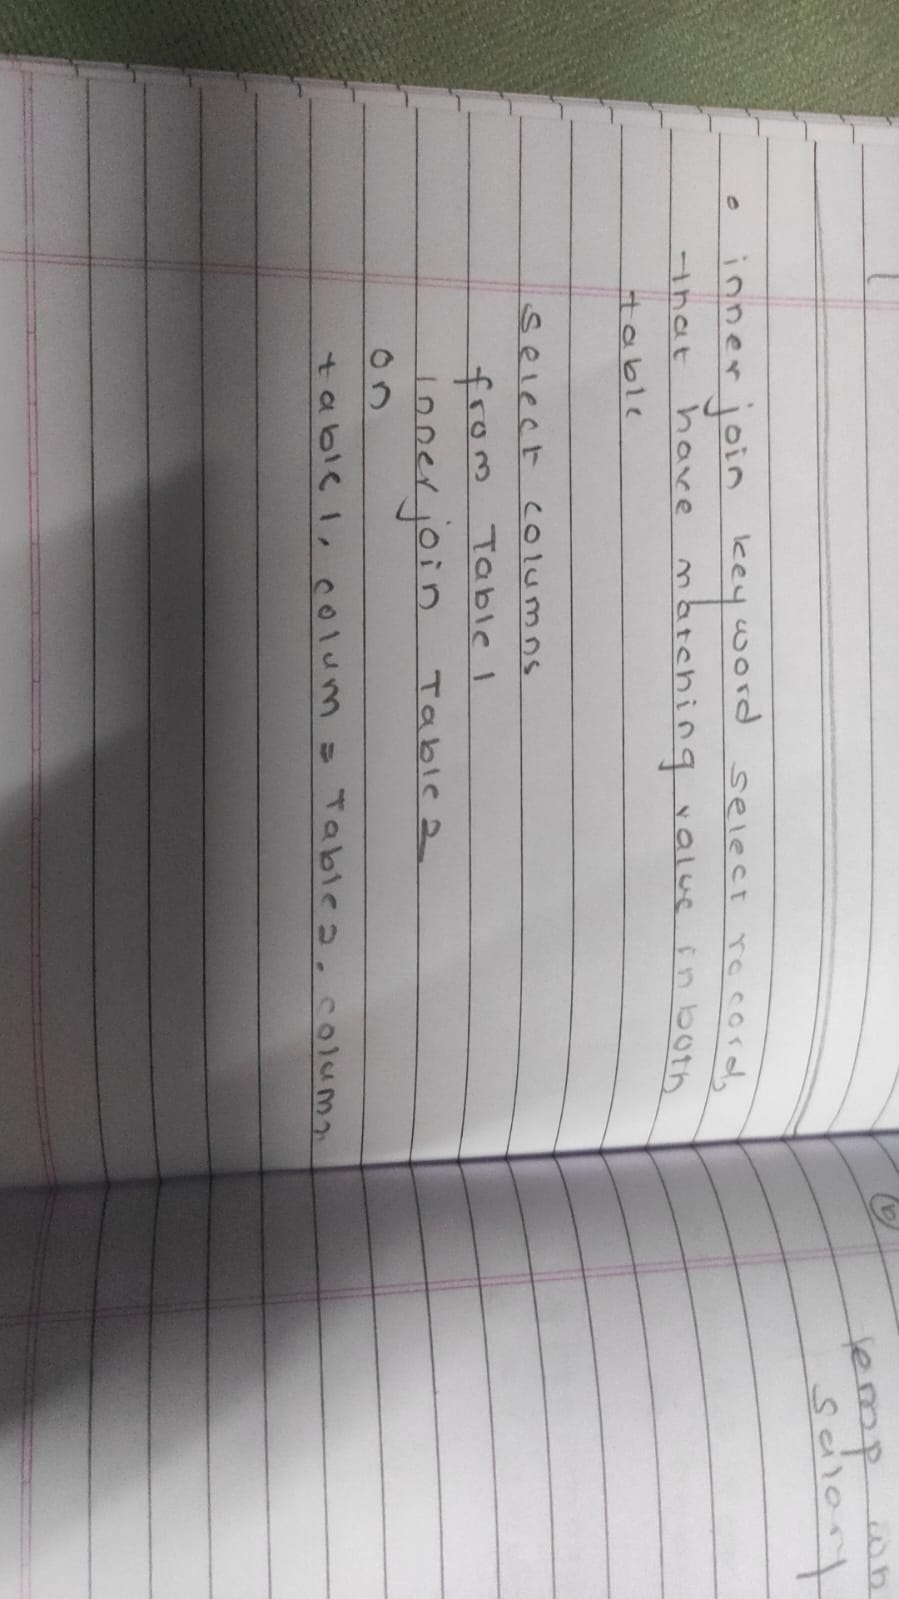 • inner join keyword select records
that have matching value in both
table
select columns
from Table 1
inner join Table 2
on
table 1. colum = Table 2. column
10
emp wh
salary